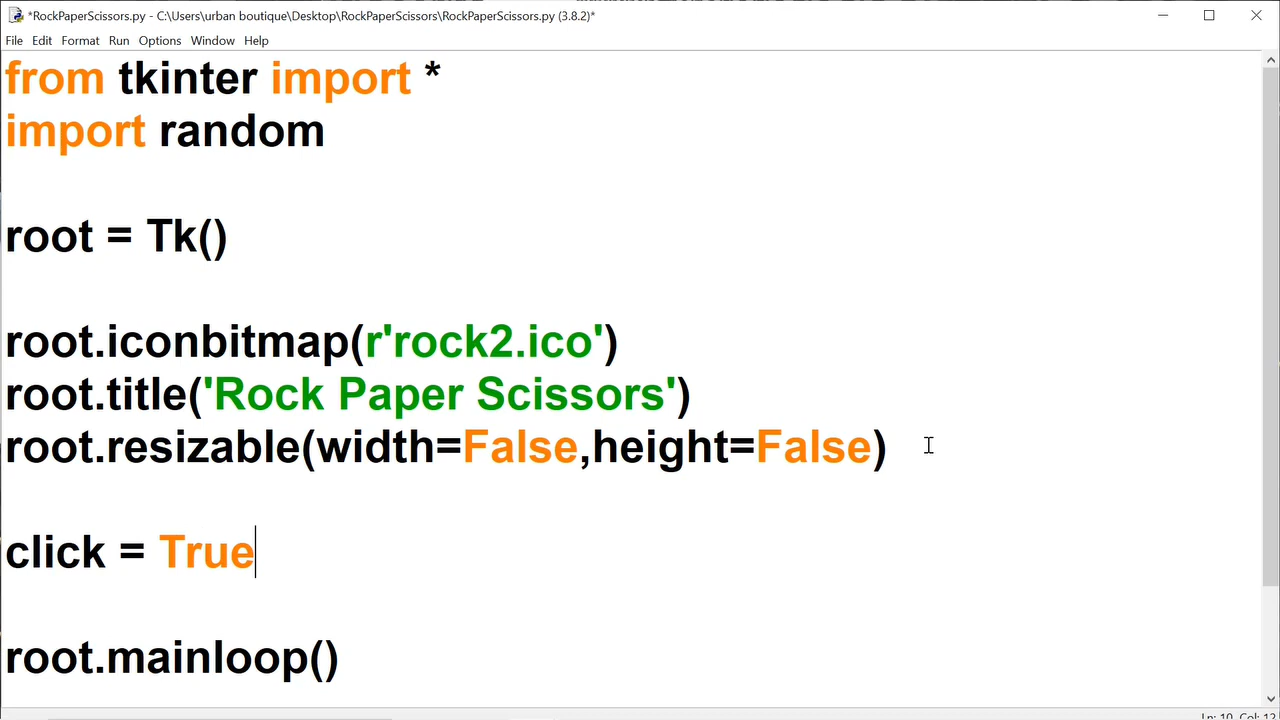 *RockPaperScissors.py - C:\Users\urban boutique\Desktop\RockPaperScissors\RockPaperScissors.py (3.8.2)*
File Edit Format Run Options Window Help
from tkinter import *
import random
root = Tk()
root.iconbitmap(r'rock2.ico')
root.title('Rock Paper Scissors')
root.resizable(width=False,height=False)
click = True
root.mainloop()